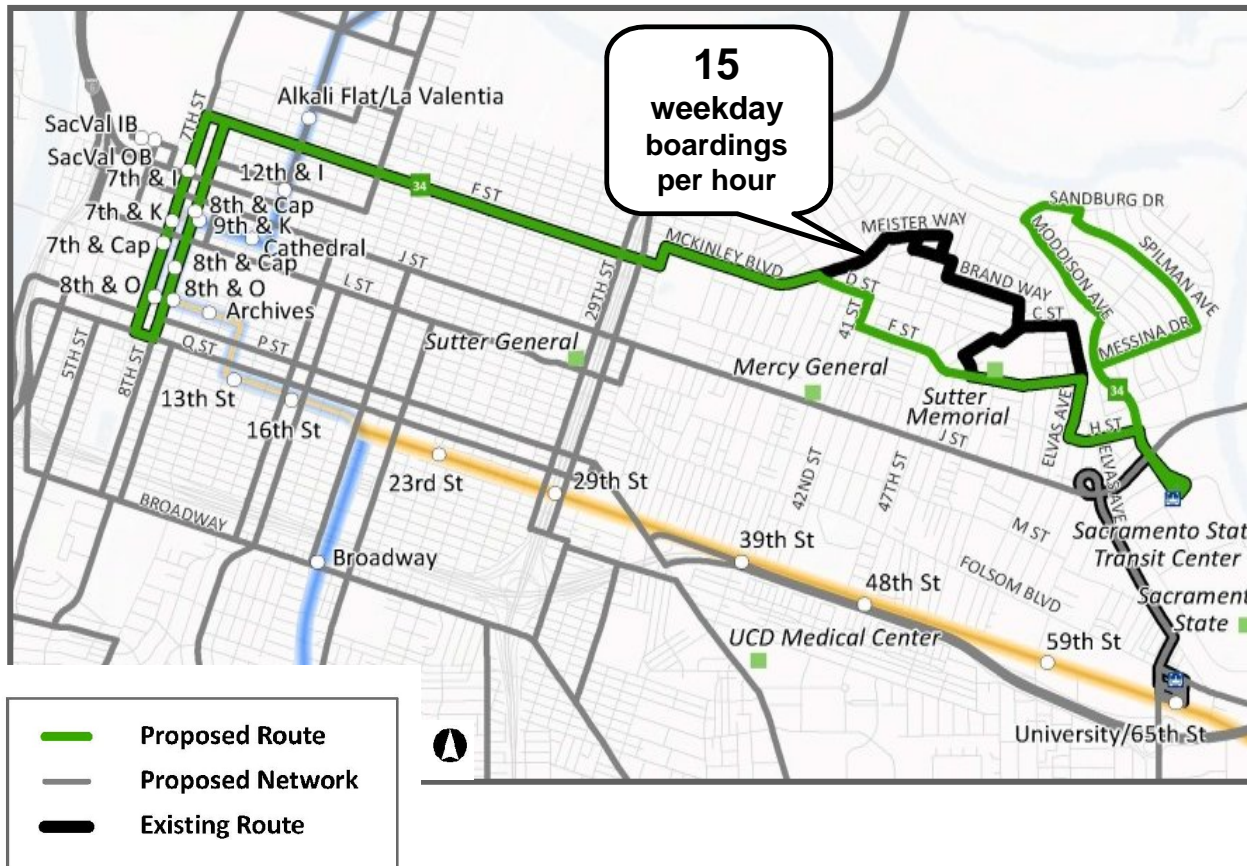 15
weekday
boardings
per hour
Alkali Flat/La Valentia
7TH ST
SacVal IB
SacVal OB
7th & I
12th & I
34
F ST
8th & Cap
7th & K
9th & K
Cathedral
7th & Cap
8th & Cap
8th & O
8th & O
Archives
J ST
L ST
29TH ST
MCKINLEY BLVD
MEISTER WAY
SANDBURG DR
MODDISON AVE
SPILMAN AVE
BRAND WAY
D ST
C ST
41 ST
F ST
MESSINA DR
34
5TH ST
8TH ST
Q ST
P ST
13th St
16th St
Sutter General
Mercy General
Sutter
Memorial
J ST
ELVAS AVE
H ST
ELVAS AVE
23rd St
29th St
42ND ST
47TH ST
M ST
Sacramento Stat
Transit Center
BROADWAY
Broadway
39th St
48th St
FOLSOM BLVD
Sacrament
State
UCD Medical Center
59th St
University/65th St
Proposed Route
Proposed Network
Existing Route